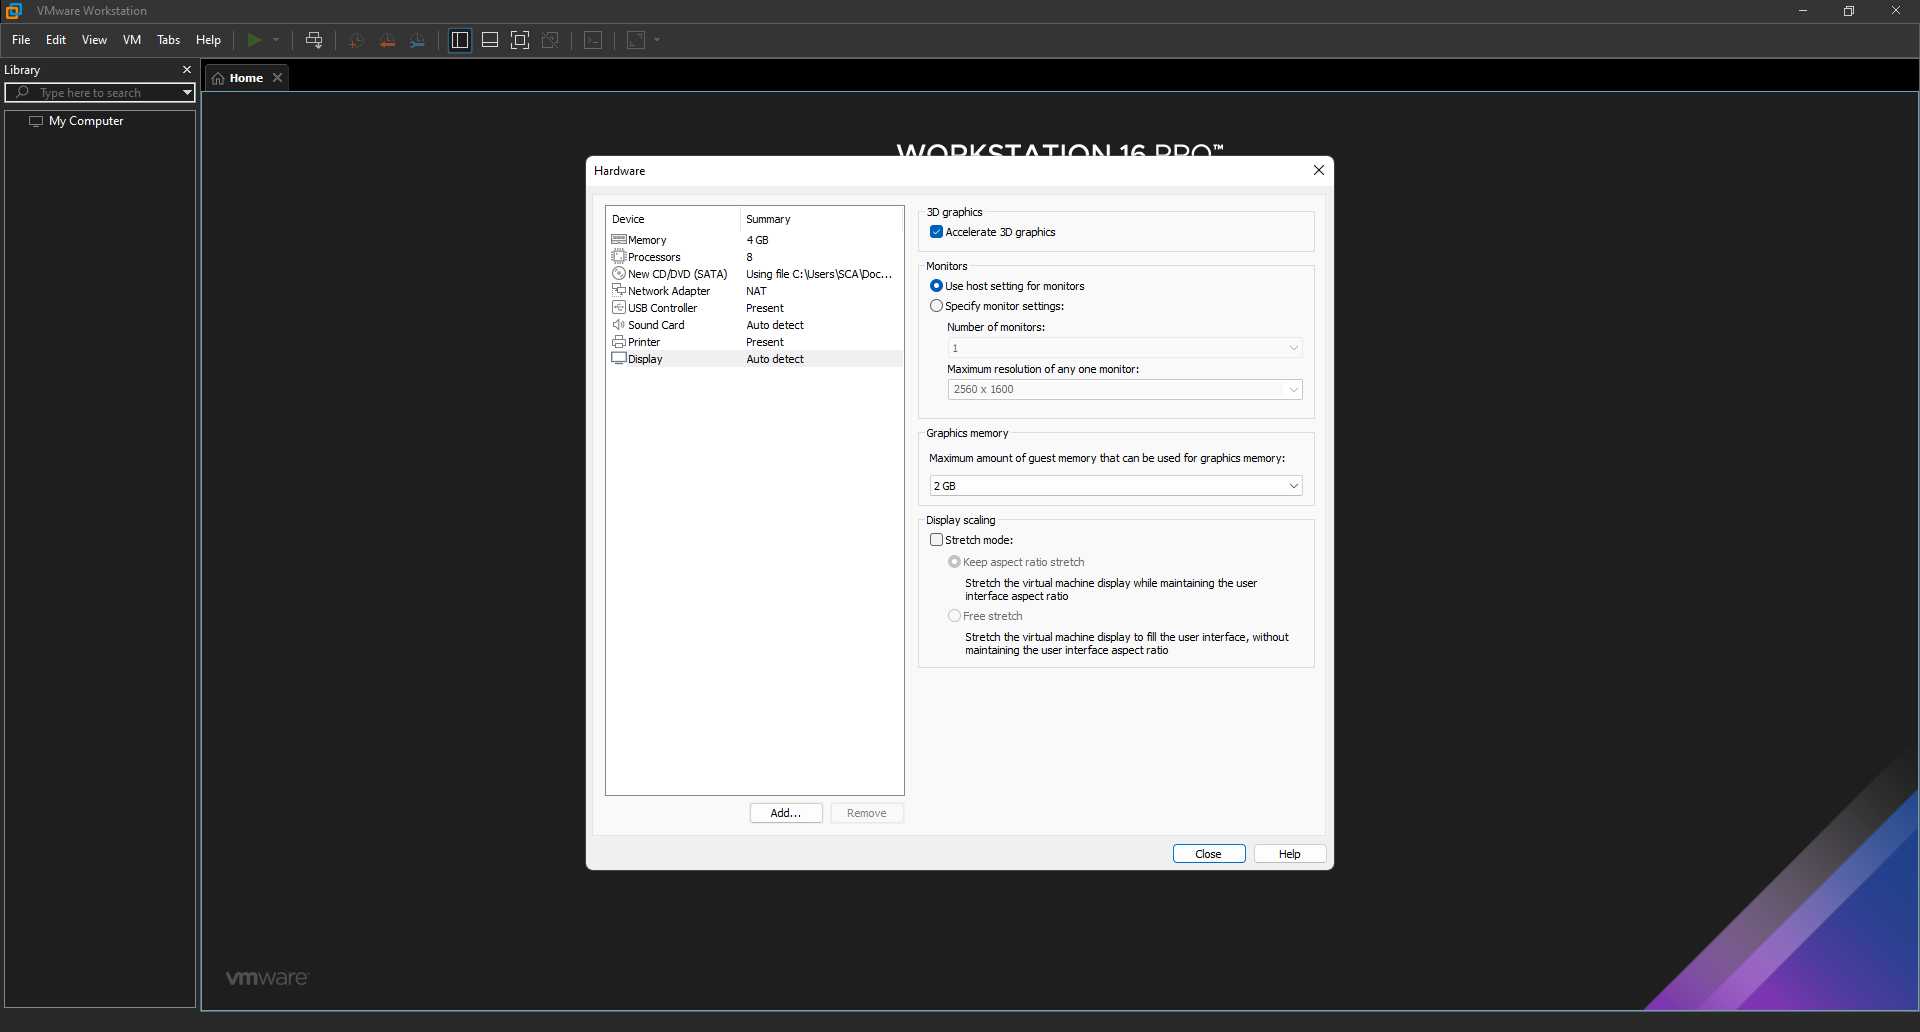 VMware Workstation
File Edit View VM Tabs Help
Library
Home
Type here to search
My Computer
WORKSTATION 16 PRO™
Hardware
Device Summary
Memory 4 GB
Processors 8
New CD/DVD (SATA) Using file C:\Users\SCA\Doc...
Network Adapter NAT
USB Controller Present
Sound Card Auto detect
Printer Present
Display Auto detect
Add... Remove
3D graphics
Accelerate 3D graphics
Monitors
Use host setting for monitors
Specify monitor settings:
Number of monitors:
1
Maximum resolution of any one monitor:
2560 x 1600
Graphics memory
Maximum amount of guest memory that can be used for graphics memory:
2 GB
Display scaling
Stretch mode:
Keep aspect ratio stretch
Stretch the virtual machine display while maintaining the user
interface aspect ratio
Free stretch
Stretch the virtual machine display to fill the user interface, without
maintaining the user interface aspect ratio
Close Help
vmware